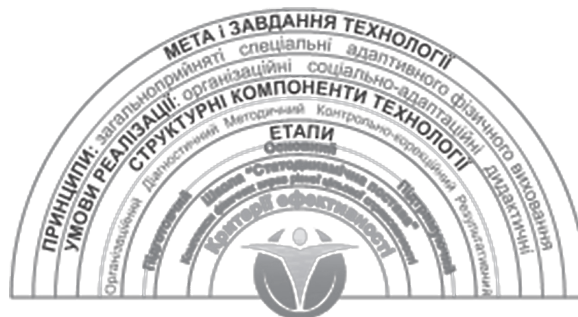 МЕТА і ЗАВДАННЯ ТЕХНОЛОГІЇ
ПРИНЦИПИ: загальноприйняті спеціальні адаптивного фізичного виховання
УМОВИ РЕАЛІЗАЦІЇ: організаційні соціально-адаптаційні дидактичні
СТРУКТУРНІ КОМПОНЕНТИ ТЕХНОЛОГІЇ
Організаційний Діагностичний Методичний Контрольно-корекційний Результативний
ЕТАПИ
Підготовчий Основний Підтримуючий
Школа "Статодинамічна постава"
Критерії ефективності